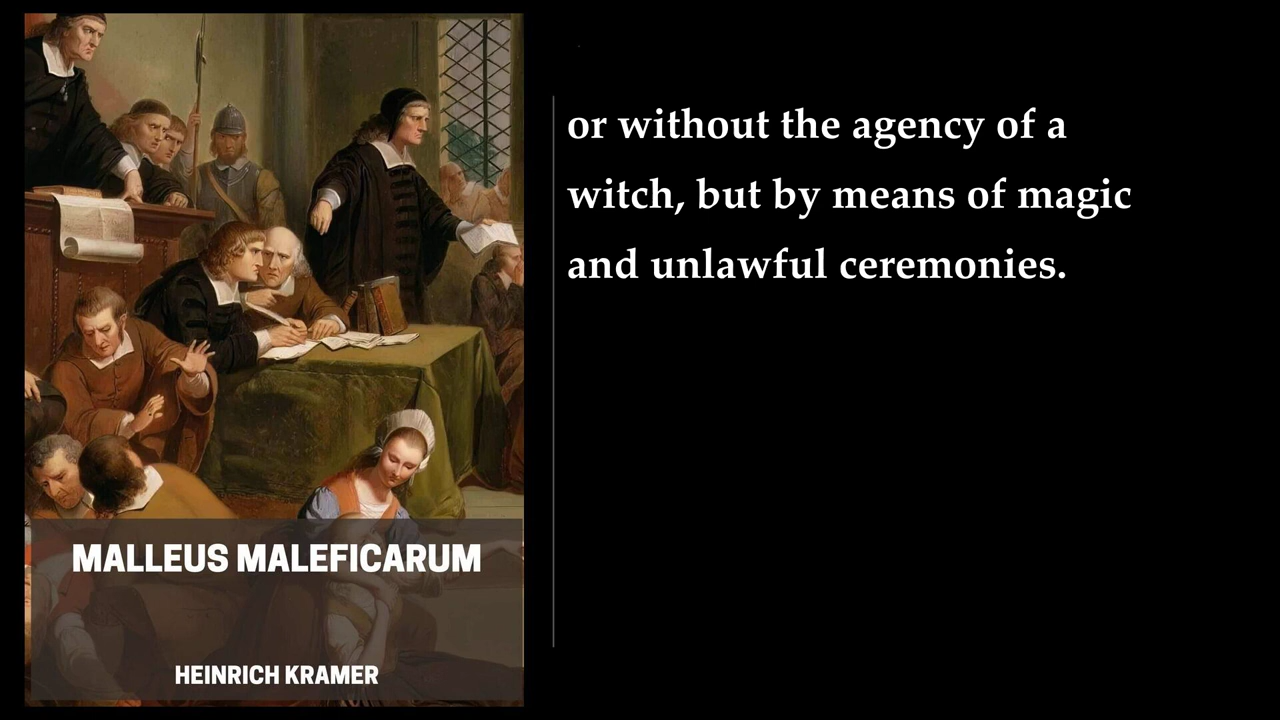 MALLEUS MALEFICARUM
HEINRICH KRAMER
or without the agency of a
witch, but by means of magic
and unlawful ceremonies.